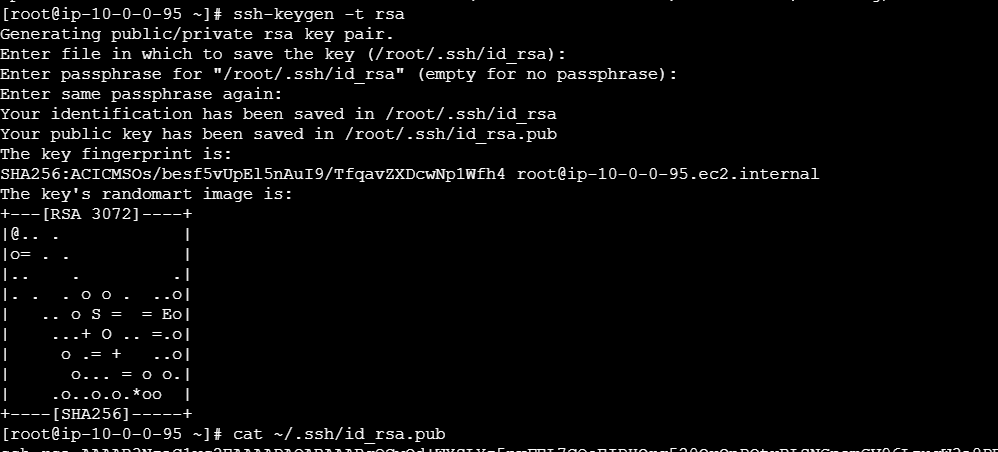 [root@ip-10-0-0-95 ~]# ssh-keygen -t rsa
Generating public/private rsa key pair.
Enter file in which to save the key (/root/.ssh/id_rsa):
Enter passphrase for "/root/.ssh/id_rsa" (empty for no passphrase):
Enter same passphrase again:
Your identification has been saved in /root/.ssh/id_rsa
Your public key has been saved in /root/.ssh/id_rsa.pub
The key fingerprint is:
SHA256:ACICMSOs/besf5vUpEl5nAuI9/TfqavZXDcwNp1Wfh4 root@ip-10-0-0-95.ec2.internal
The key's randomart image is:
+---[RSA 3072]----+
|@.. .            |
|o= . .           |
|..    .         .|
|. .  . o o .  ..o|
|   .. o S =  = Eo|
|    ...+ O .. =.o|
|     o .= +   ..o|
|      o... = o o.|
|    .o..o.o.*oo  |
+----[SHA256]-----+
[root@ip-10-0-0-95 ~]# cat ~/.ssh/id_rsa.pub